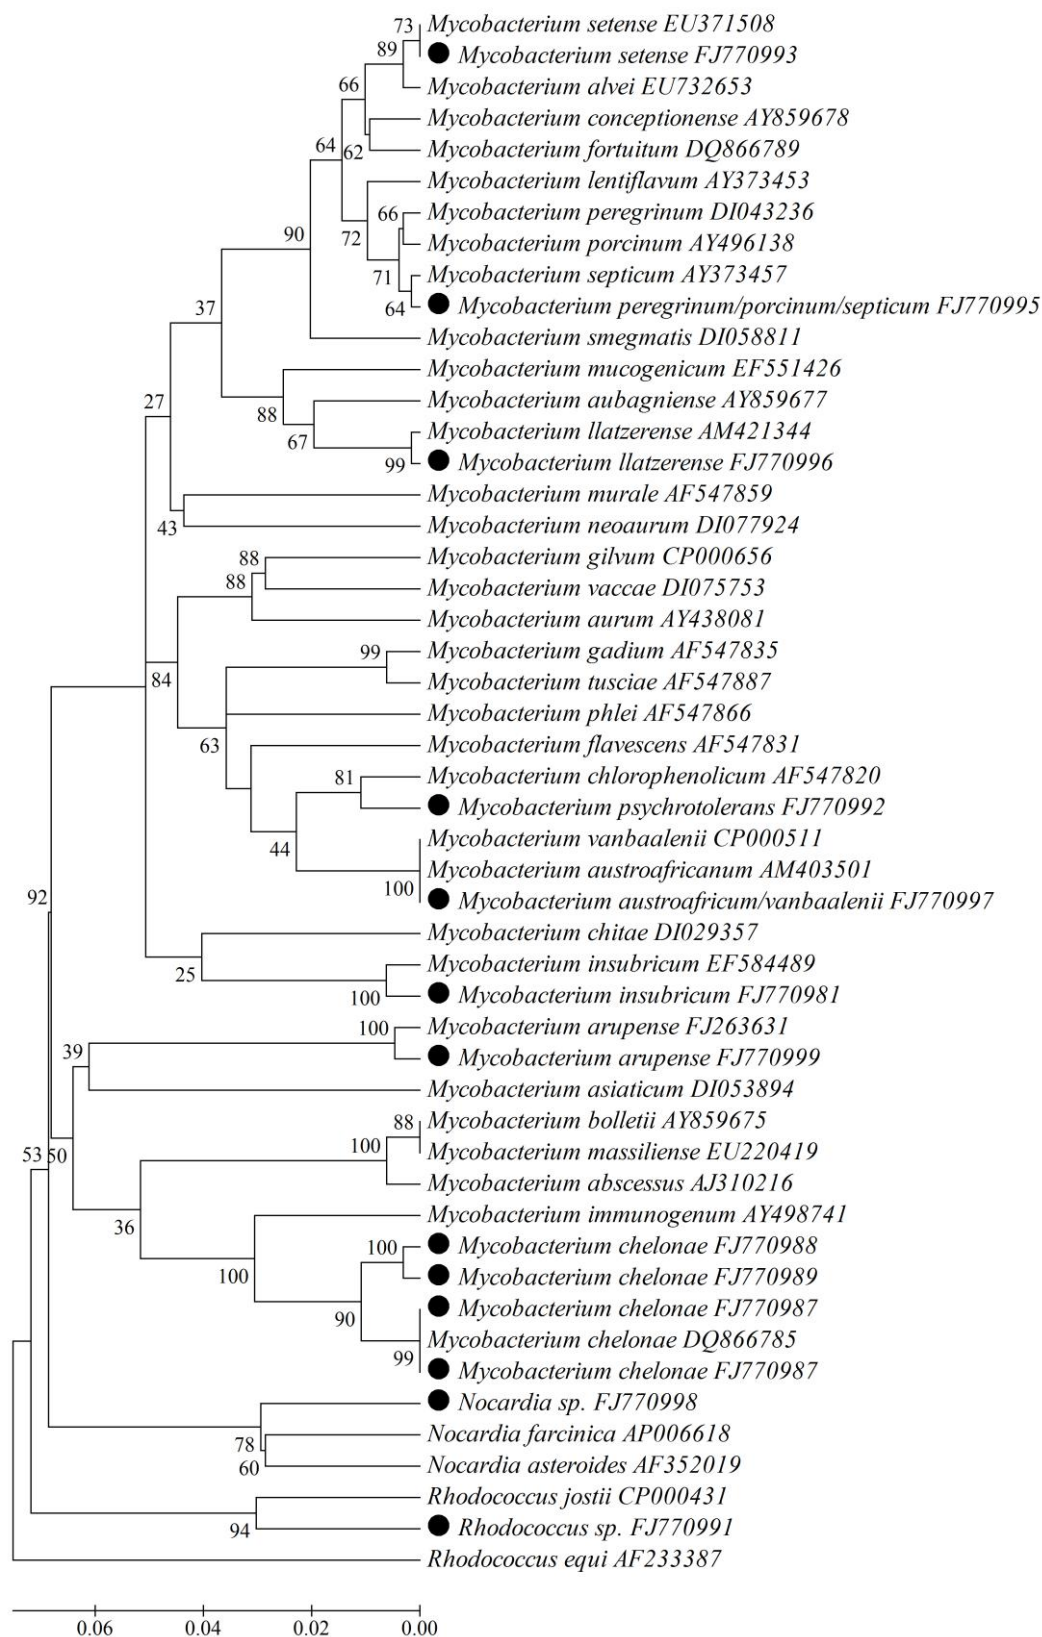 73
Mycobacterium setense EU371508
89
Mycobacterium setense FJ770993
66
Mycobacterium alvei EU732653
Mycobacterium conceptionense AY859678
64
62
Mycobacterium fortuitum DQ866789
Mycobacterium lentiflavum AY373453
66
Mycobacterium peregrinum DI043236
90
72
Mycobacterium porcinum AY496138
71
Mycobacterium septicum AY373457
64
Mycobacterium peregrinum/porcinum/septicum FJ770995
37
Mycobacterium smegmatis DI058811
Mycobacterium mucogenicum EF551426
27
88
Mycobacterium aubagniense AY859677
67
Mycobacterium llatzerense AM421344
99
Mycobacterium llatzerense FJ770996
Mycobacterium murale AF547859
43
Mycobacterium neoaurum DI077924
88
Mycobacterium gilvum CP000656
88
Mycobacterium vaccae DI075753
Mycobacterium aurum AY438081
99
Mycobacterium gadium AF547835
84
Mycobacterium tusciae AF547887
Mycobacterium phlei AF547866
63
Mycobacterium flavescens AF547831
81
Mycobacterium chlorophenolicum AF547820
Mycobacterium psychrotolerans FJ770992
44
Mycobacterium vanbaalenii CP000511
Mycobacterium austroafricanum AM403501
100
92
Mycobacterium austroafricum/vanbaalenii FJ770997
Mycobacterium chitae DI029357
25
Mycobacterium insubricum EF584489
100
Mycobacterium insubricum FJ770981
100
Mycobacterium arupense FJ263631
39
Mycobacterium arupense FJ770999
Mycobacterium asiaticum DI053894
88
Mycobacterium bolletii AY859675
100
53
50
Mycobacterium massiliense EU220419
Mycobacterium abscessus AJ310216
36
Mycobacterium immunogenum AY498741
100
Mycobacterium chelonae FJ770988
100
Mycobacterium chelonae FJ770989
90
Mycobacterium chelonae FJ770987
Mycobacterium chelonae DQ866785
99
Mycobacterium chelonae FJ770987
Nocardia sp. FJ770998
78
Nocardia farcinica AP006618
60
Nocardia asteroides AF352019
Rhodococcus jostii CP000431
94
Rhodococcus sp. FJ770991
Rhodococcus equi AF233387
0.06 0.04 0.02 0.00